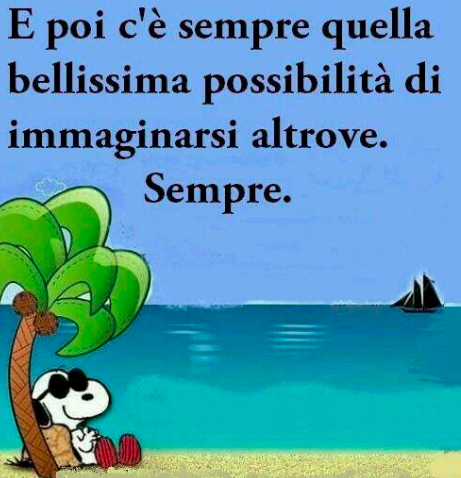 E poi c'è sempre quella
bellissima possibilità di
immaginarsi altrove.
Sempre.